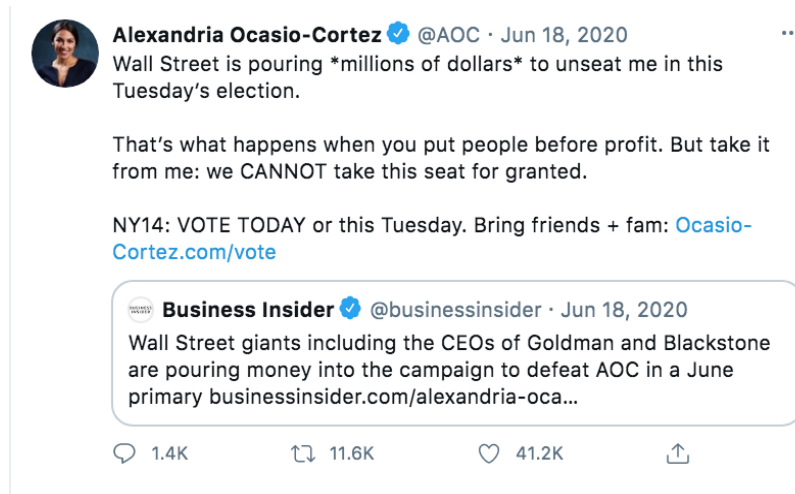 Alexandria Ocasio-Cortez @AOC · Jun 18, 2020
Wall Street is pouring *millions of dollars* to unseat me in this
Tuesday's election.
That's what happens when you put people before profit. But take it
from me: we CANNOT take this seat for granted.
NY14: VOTE TODAY or this Tuesday. Bring friends + fam: Ocasio-
Cortez.com/vote
BUSINESS
INSIDER
Business Insider @businessinsider · Jun 18, 2020
Wall Street giants including the CEOs of Goldman and Blackstone
are pouring money into the campaign to defeat AOC in a June
primary businessinsider.com/alexandria-oca...
1.4K 11.6K 41.2K